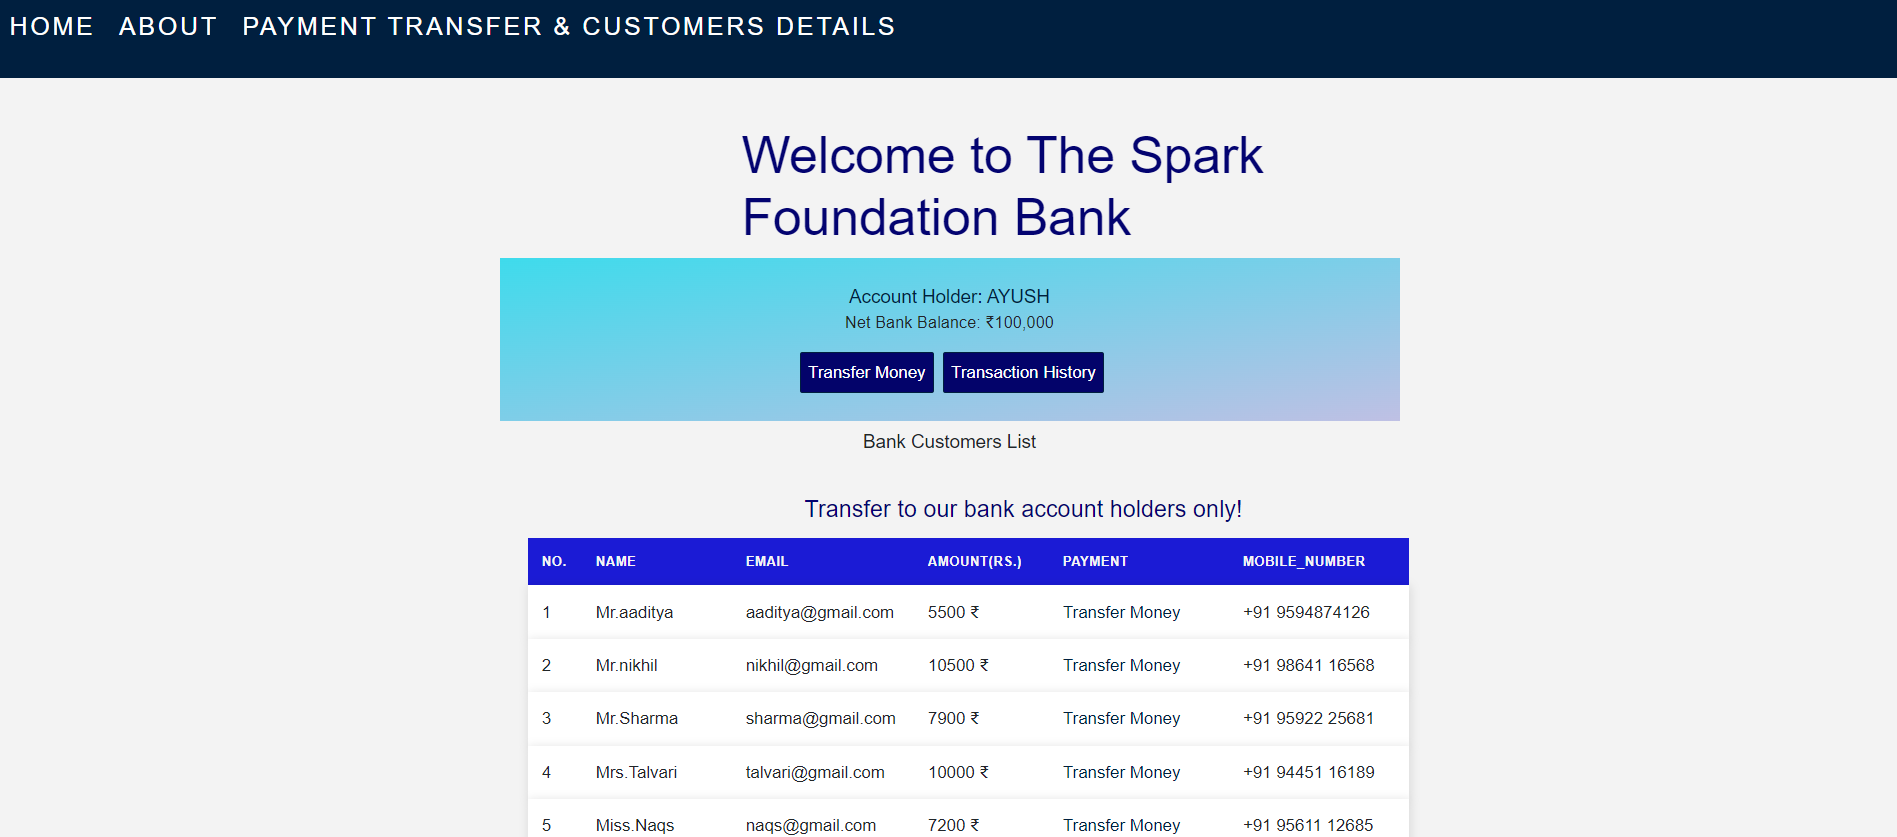 HOME ABOUT PAYMENT TRANSFER & CUSTOMERS DETAILS
Welcome to The Spark
Foundation Bank
Account Holder: AYUSH
Net Bank Balance: ₹100,000
Transfer Money Transaction History
Bank Customers List
Transfer to our bank account holders only!
NO. NAME EMAIL AMOUNT(RS.) PAYMENT MOBILE_NUMBER
1 Mr.aaditya aaditya@gmail.com 5500 ₹ Transfer Money +91 9594874126
2 Mr.nikhil nikhil@gmail.com 10500 ₹ Transfer Money +91 98641 16568
3 Mr.Sharma sharma@gmail.com 7900 ₹ Transfer Money +91 95922 25681
4 Mrs.Talvari talvari@gmail.com 10000 ₹ Transfer Money +91 94451 16189
5 Miss.Naqs naqs@gmail.com 7200 ₹ Transfer Money +91 95611 12685